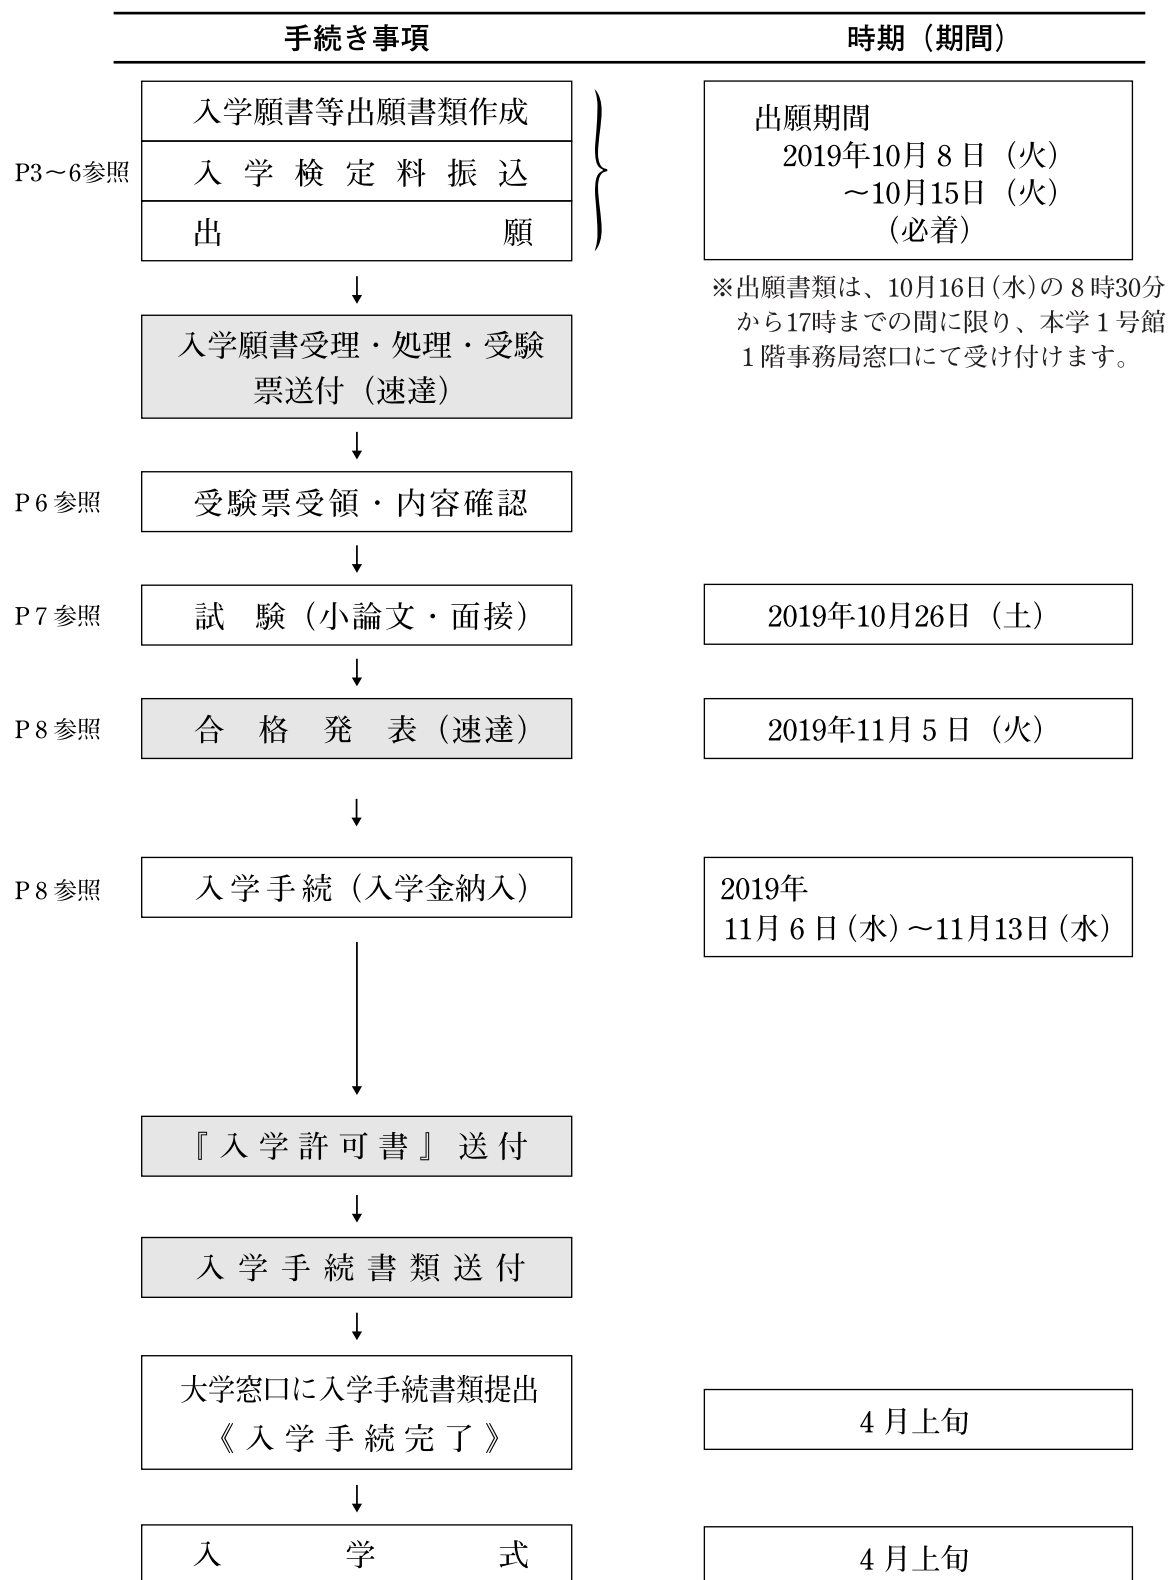 手続き事項
時期（期間）
P3～6参照
入学願書等出願書類作成
入学検定料振込
出願
出願期間
2019年10月8日（火）
～10月15日（火）
（必着）
※出願書類は、10月16日（水）の8時30分
から17時までの間に限り、本学1号館
1階事務局窓口にて受け付けます。
入学願書受理・処理・受験
票送付（速達）
P6参照
受験票受領・内容確認
P7参照
試験（小論文・面接）
2019年10月26日（土）
P8参照
合格発表（速達）
2019年11月5日（火）
P8参照
入学手続（入学金納入）
2019年
11月6日（水）～11月13日（水）
『入学許可書』送付
入学手続書類送付
大学窓口に入学手続書類提出
《入学手続完了》
4月上旬
入学式
4月上旬